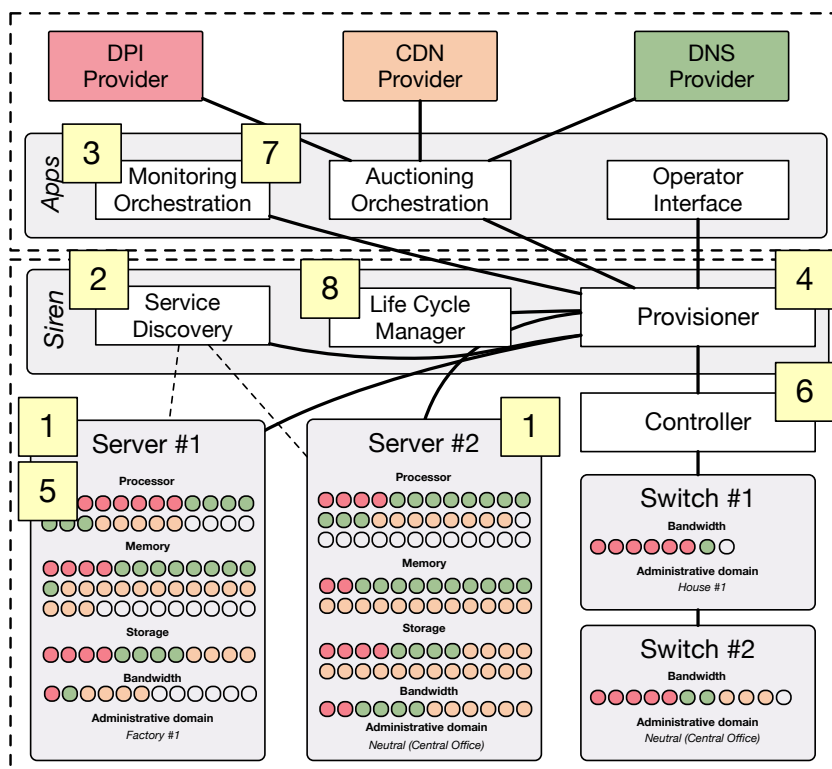 DPI
Provider
CDN
Provider
DNS
Provider
Apps
3
Monitoring
Orchestration
7
Auctioning
Orchestration
Operator
Interface
Siren
2
Service
Discovery
8
Life Cycle
Manager
4
Provisioner
6
Controller
1
Server #1
5
Processor
Memory
Storage
Bandwidth
Administrative domain
Factory #1
1
Server #2
Processor
Memory
Storage
Bandwidth
Administrative domain
Neutral (Central Office)
Switch #1
Bandwidth
Administrative domain
House #1
Switch #2
Bandwidth
Administrative domain
Neutral (Central Office)